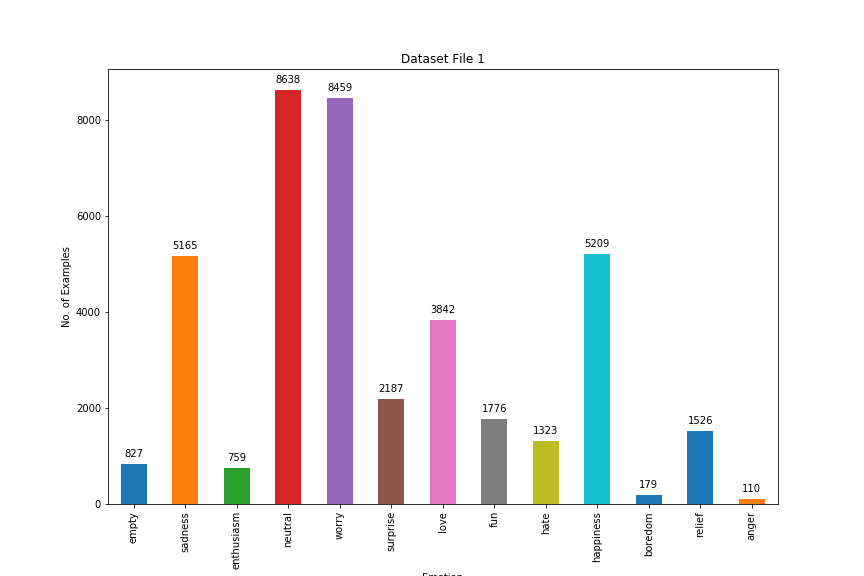 Dataset File 1
No. of Examples
8000
6000
4000
2000
0
827
5165
759
8638
8459
2187
3842
1776
1323
5209
179
1526
110
empty
sadness
enthusiasm
neutral
worry
surprise
love
fun
hate
happiness
boredom
relief
anger
Emotion